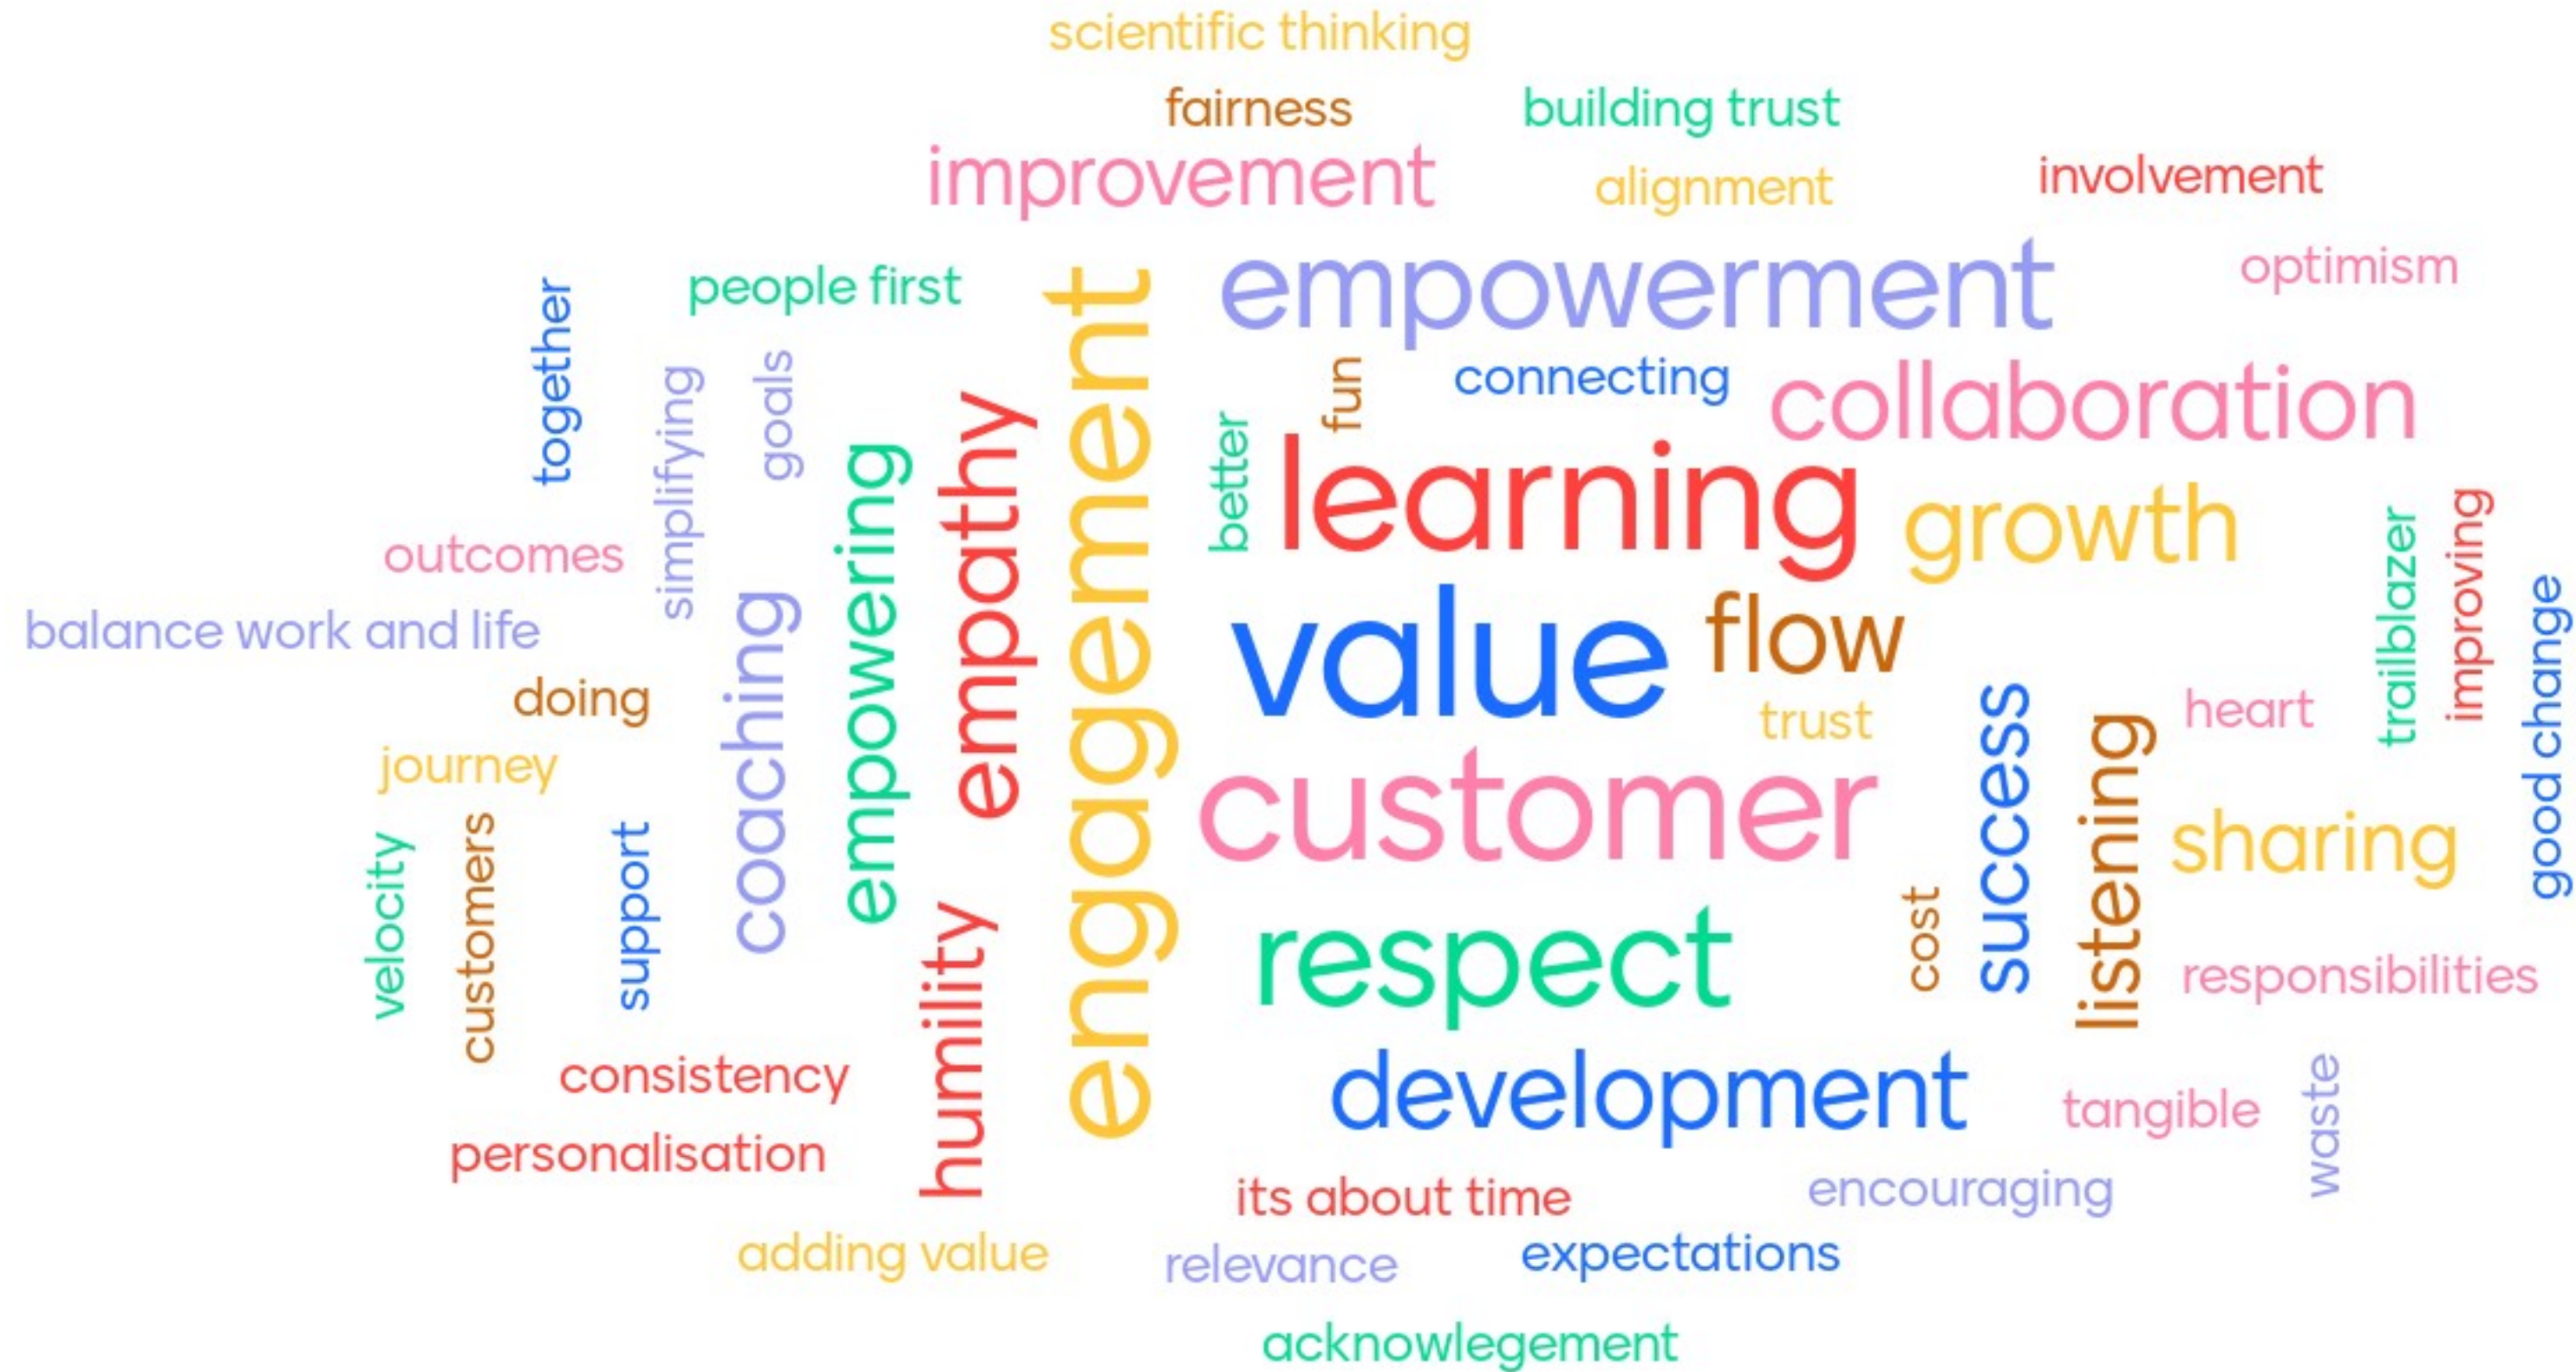 scientific thinking
fairness
building trust
improvement
alignment
involvement
people first
together
empowerment
optimism
simplifying
goals
fun
connecting
collaboration
empathy
engagement
better
learning
growth
empowering
outcomes
coaching
balance work and life
value
flow
trailblazer
improving
good change
doing
trust
heart
journey
customer
success
listening
sharing
velocity
customers
support
humility
respect
cost
responsibilities
consistency
development
tangible
waste
personalisation
its about time
encouraging
adding value
relevance
expectations
acknowlegement